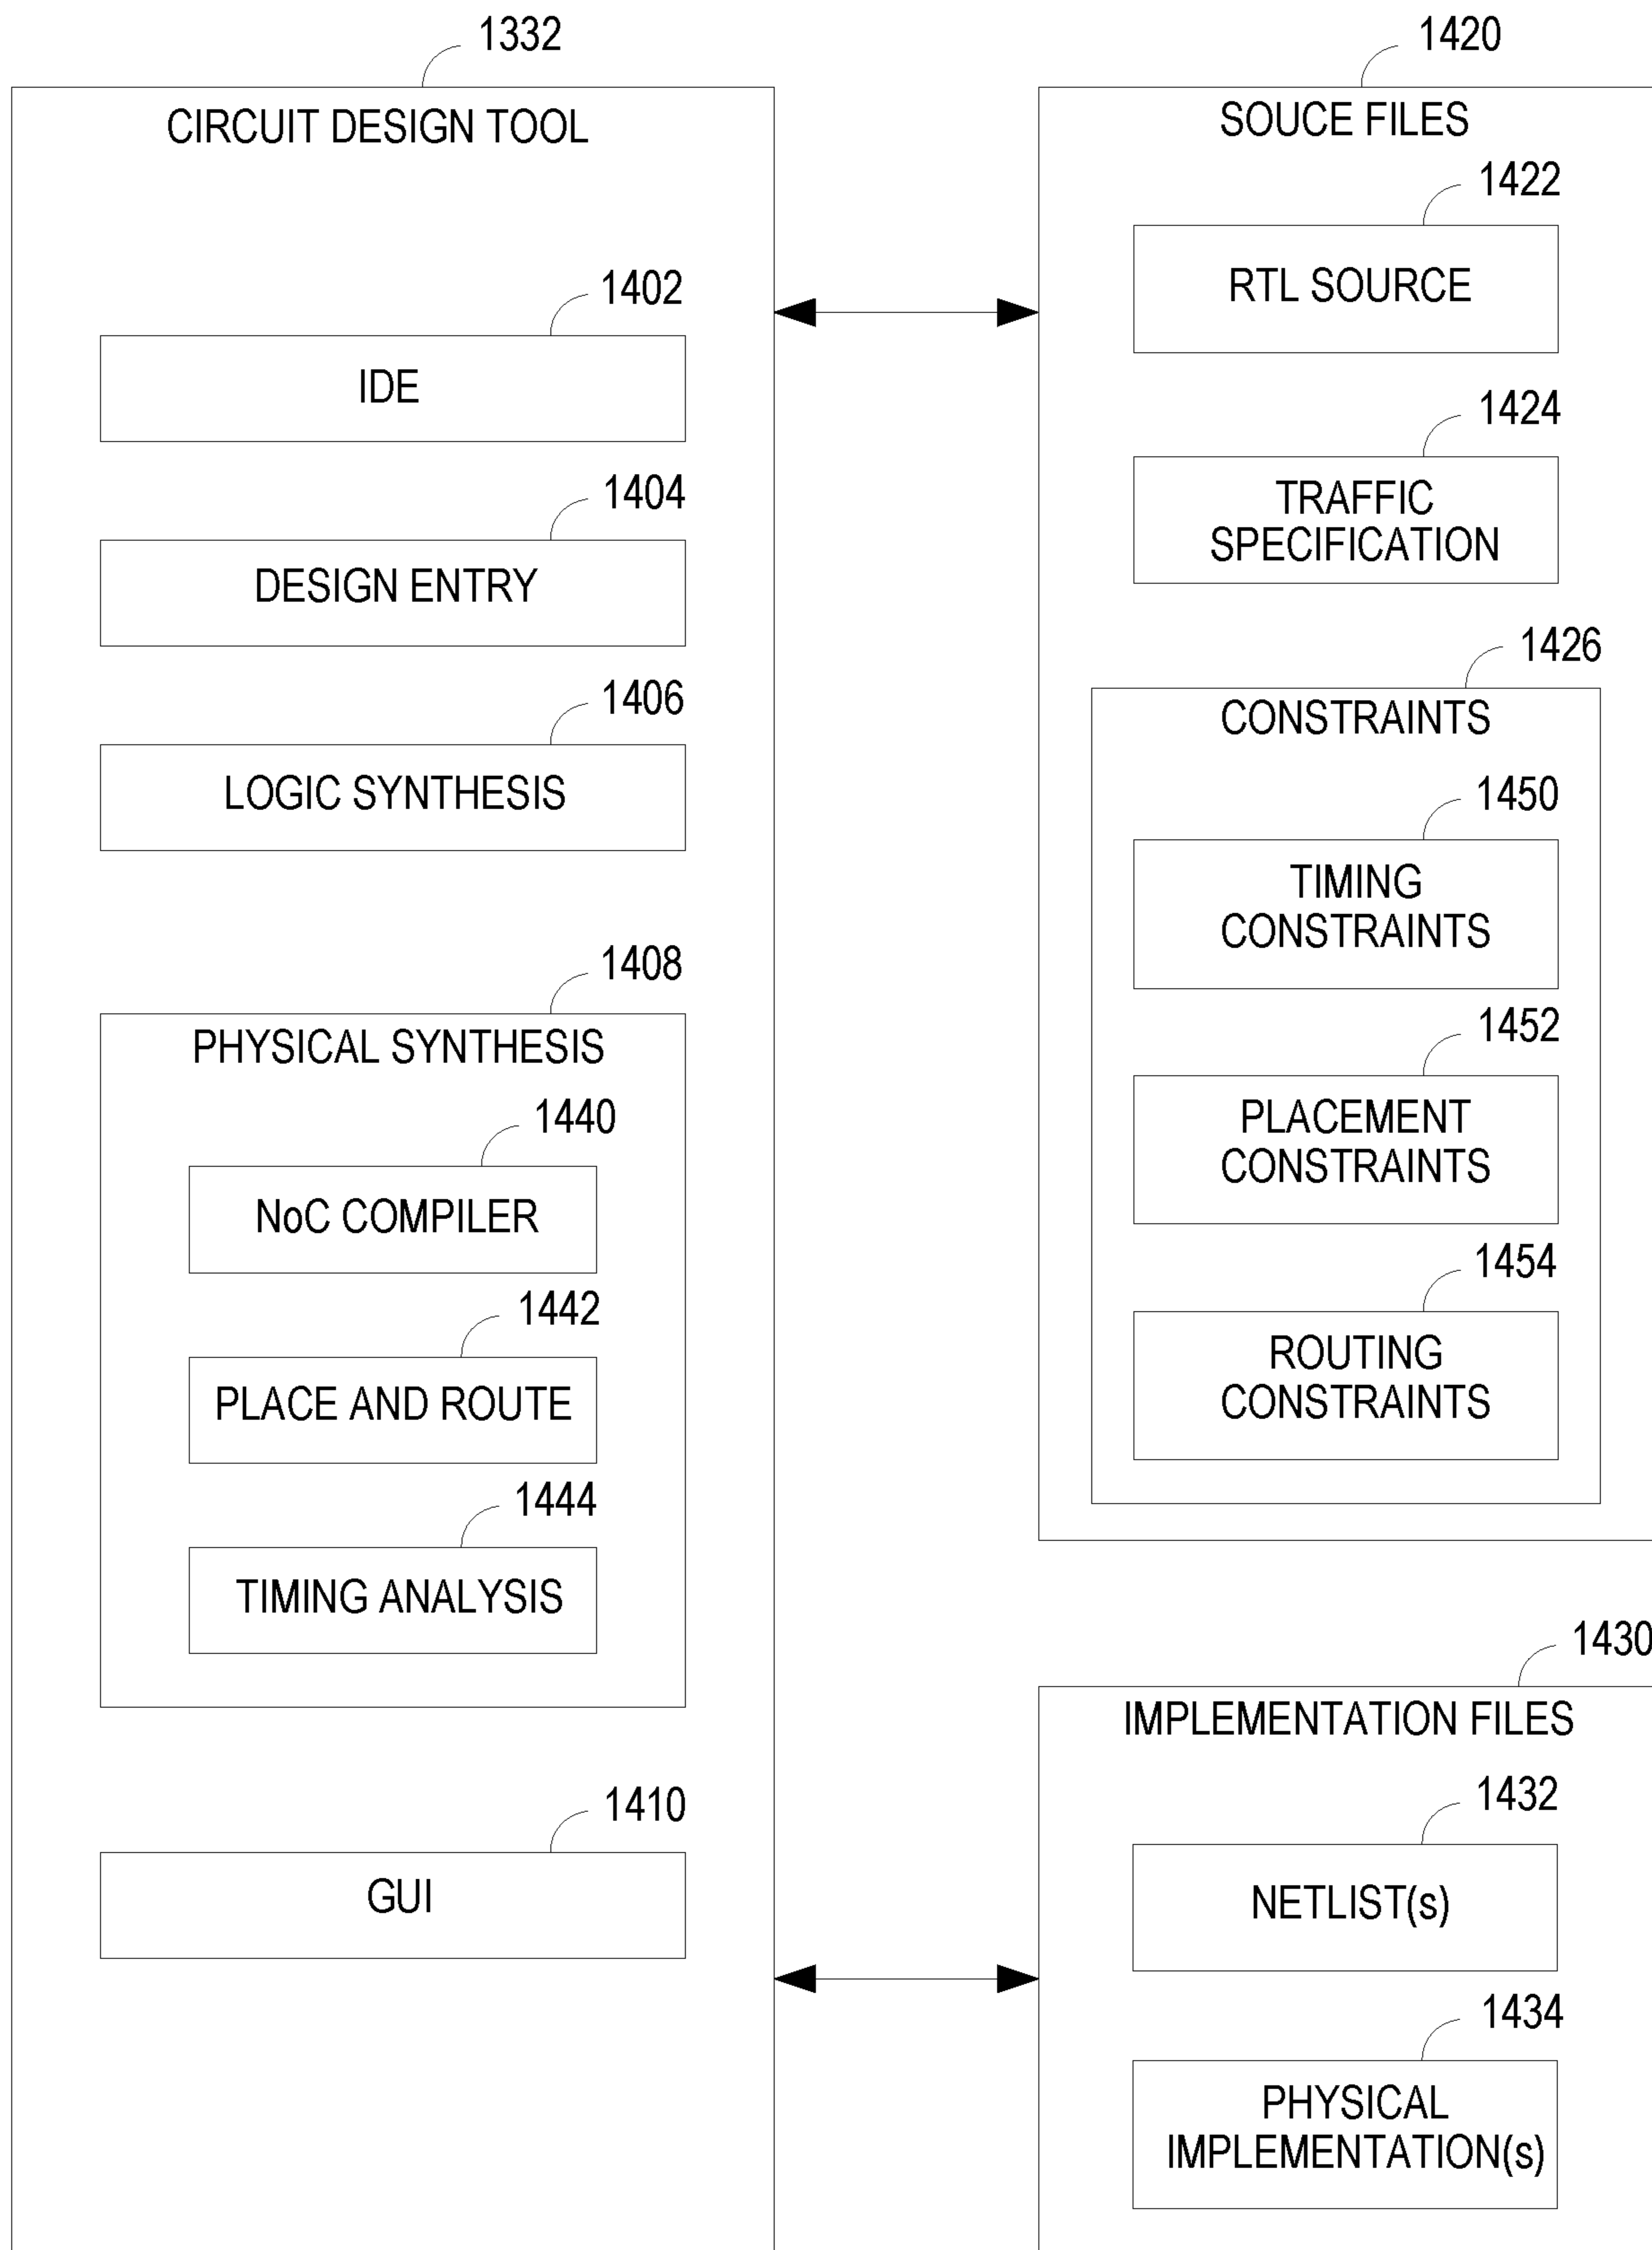 1332
CIRCUIT DESIGN TOOL
1402
IDE
1404
DESIGN ENTRY
1406
LOGIC SYNTHESIS
1408
PHYSICAL SYNTHESIS
1440
NoC COMPILER
1442
PLACE AND ROUTE
1444
TIMING ANALYSIS
1410
GUI
1420
SOUCE FILES
1422
RTL SOURCE
1424
TRAFFIC
SPECIFICATION
1426
CONSTRAINTS
1450
TIMING
CONSTRAINTS
1452
PLACEMENT
CONSTRAINTS
1454
ROUTING
CONSTRAINTS
1430
IMPLEMENTATION FILES
1432
NETLIST(s)
1434
PHYSICAL
IMPLEMENTATION(s)